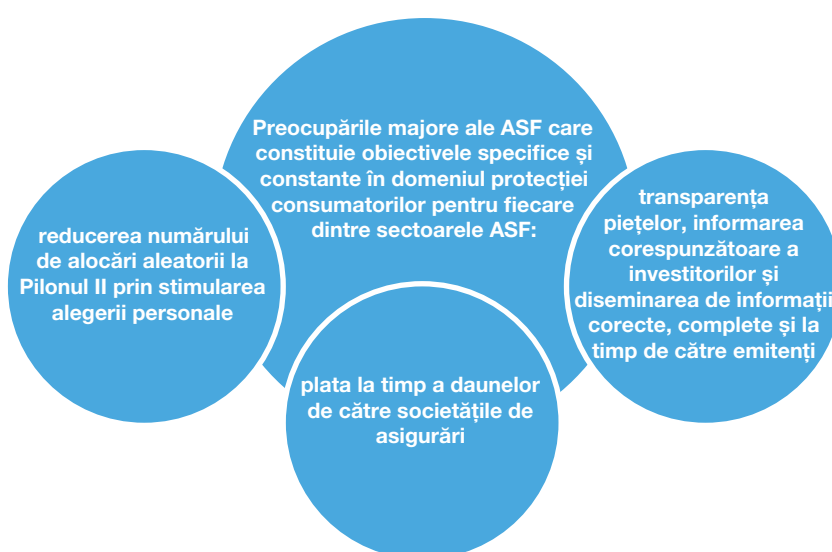 Preocupările majore ale ASF care
constituie obiectivele specifice și
constante în domeniul protecției
consumatorilor pentru fiecare
dintre sectoarele ASF:
reducerea numărului
de alocări aleatorii la
Pilonul II prin stimularea
alegerii personale
plata la timp a daunelor
de către societățile de
asigurări
transparența
piețelor, informarea
corespunzătoare a
investitorilor și
diseminarea de informații
corecte, complete și la
timp de către emitenți